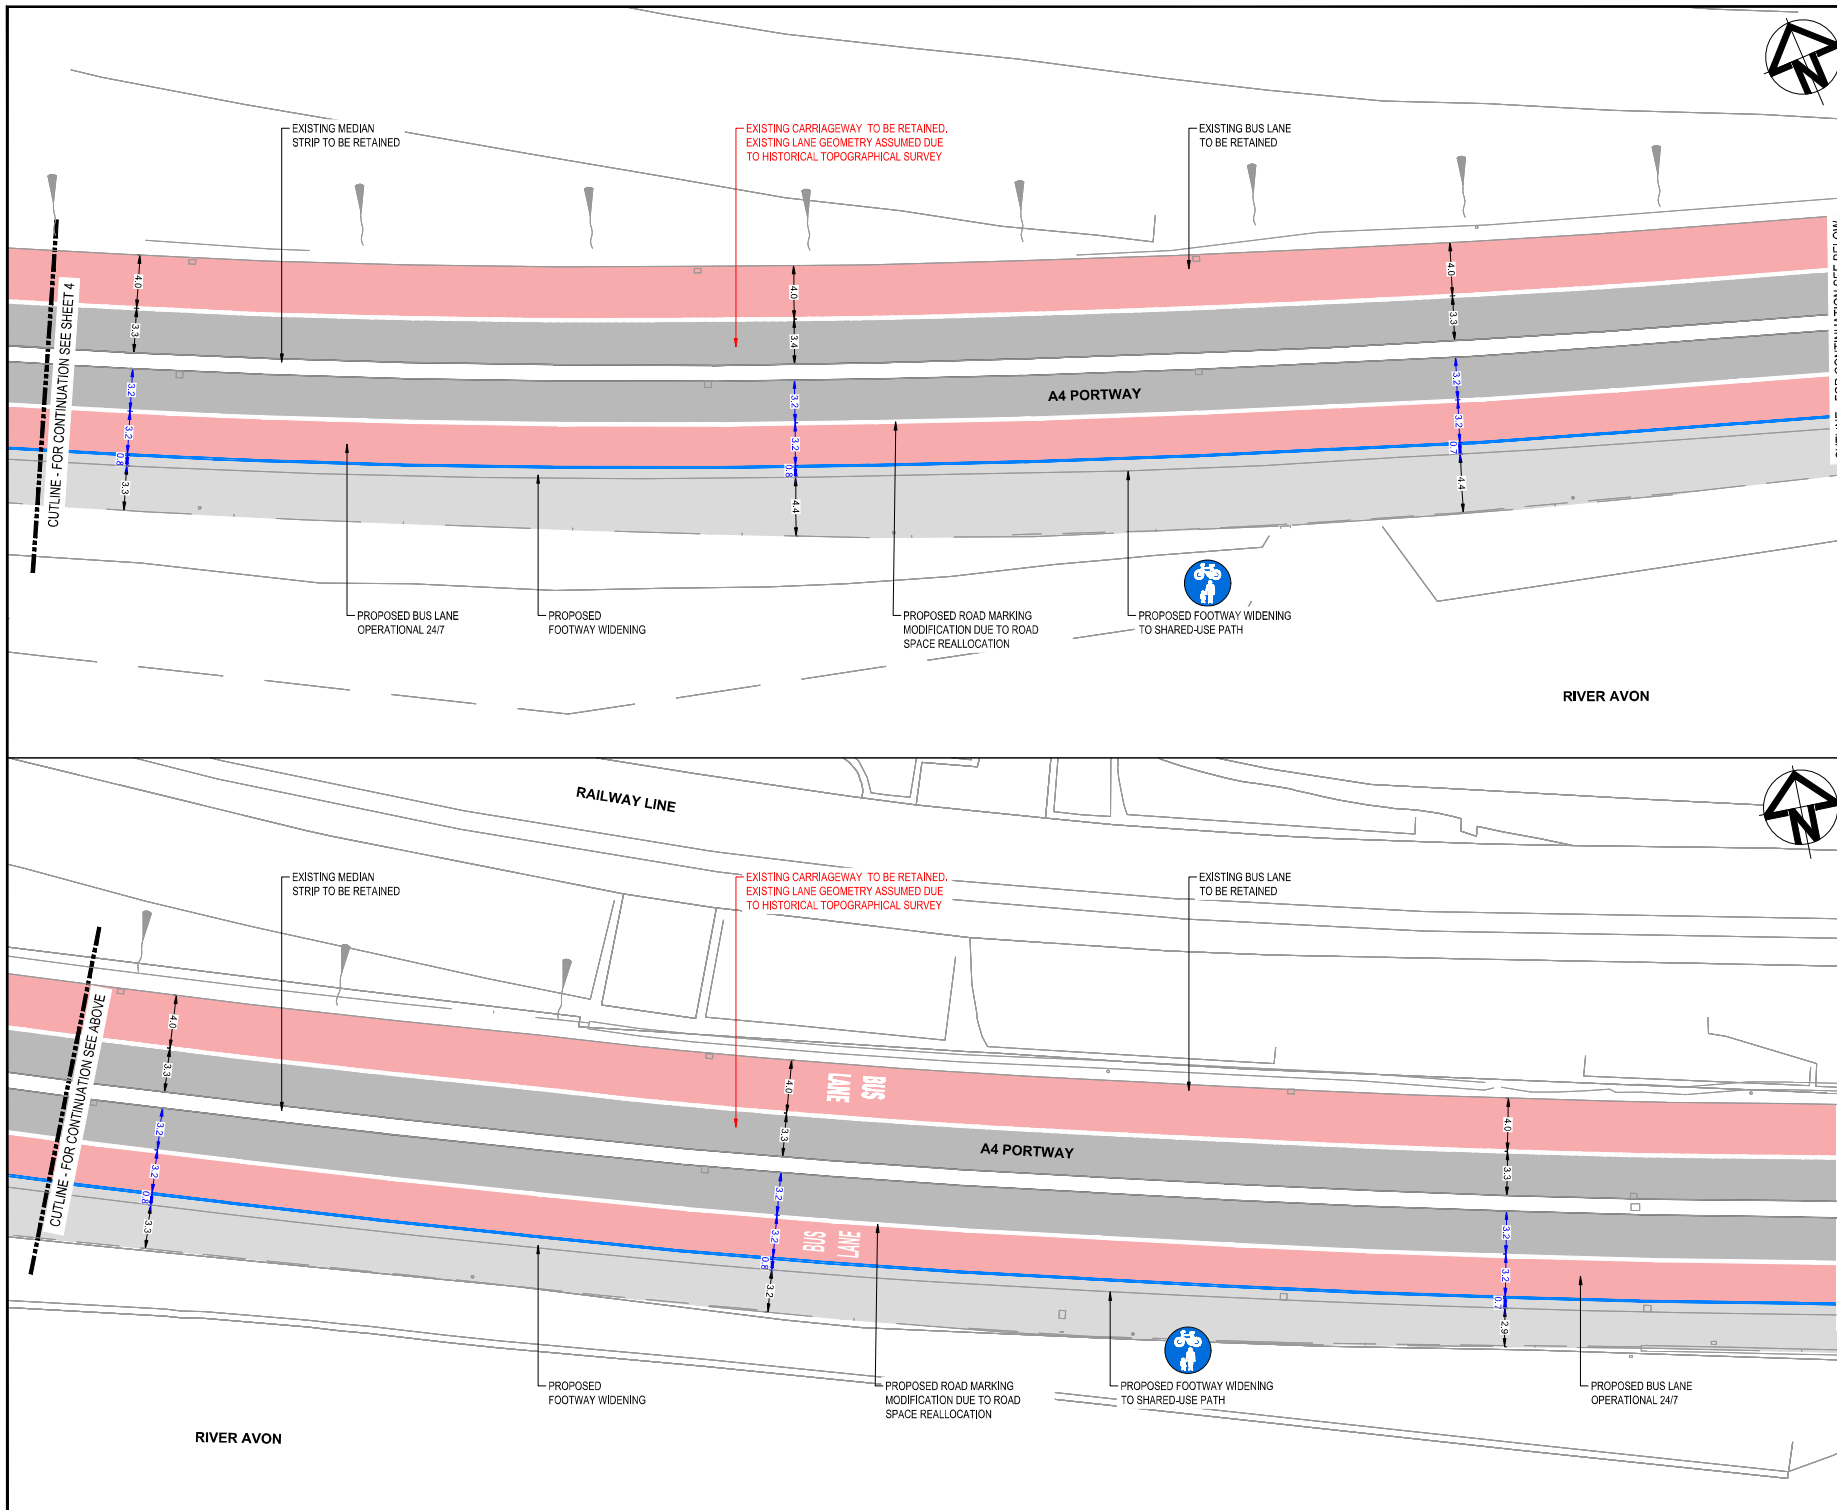 EXISTING MEDIAN
STRIP TO BE RETAINED
EXISTING CARRIAGEWAY TO BE RETAINED.
EXISTING LANE GEOMETRY ASSUMED DUE
TO HISTORICAL TOPOGRAPHICAL SURVEY
EXISTING BUS LANE
TO BE RETAINED
N
CUTLINE - FOR CONTINUATION SEE SHEET 4
4.0
3.3
3.2
3.2
0.8
3.3
4.0
3.4
3.2
3.2
0.8
4.4
A4 PORTWAY
4.0
3.3
3.2
3.2
0.7
4.4
PROPOSED BUS LANE
OPERATIONAL 24/7
PROPOSED
FOOTWAY WIDENING
PROPOSED ROAD MARKING
MODIFICATION DUE TO ROAD
SPACE REALLOCATION
PROPOSED FOOTWAY WIDENING
TO SHARED-USE PATH
RIVER AVON
RAILWAY LINE
N
EXISTING MEDIAN
STRIP TO BE RETAINED
EXISTING CARRIAGEWAY TO BE RETAINED.
EXISTING LANE GEOMETRY ASSUMED DUE
TO HISTORICAL TOPOGRAPHICAL SURVEY
EXISTING BUS LANE
TO BE RETAINED
CUTLINE - FOR CONTINUATION SEE ABOVE
4.0
3.3
3.2
3.2
0.8
3.3
4.0
3.3
3.2
3.2
0.8
3.2
BUS
LANE
A4 PORTWAY
BUS
LANE
4.0
3.3
3.2
3.2
0.7
2.9
PROPOSED
FOOTWAY WIDENING
PROPOSED ROAD MARKING
MODIFICATION DUE TO ROAD
SPACE REALLOCATION
PROPOSED FOOTWAY WIDENING
TO SHARED-USE PATH
PROPOSED BUS LANE
OPERATIONAL 24/7
RIVER AVON